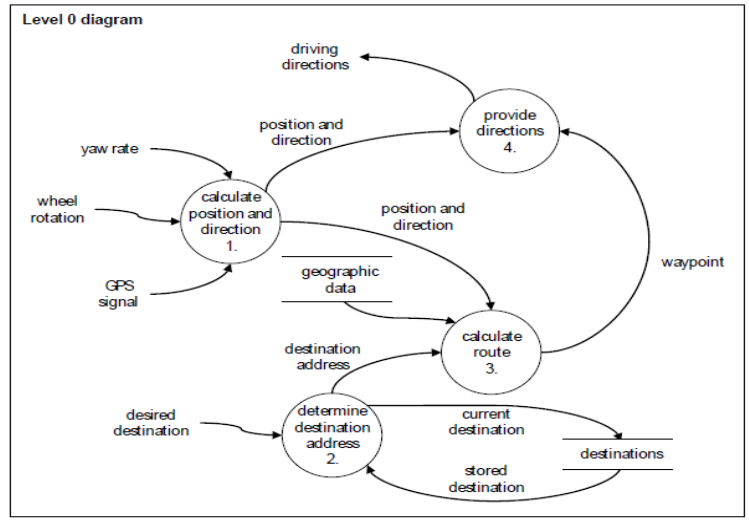 Level 0 diagram
driving
directions
provide
directions
4.
position and
direction
yaw rate
calculate
position and
direction
1.
wheel
rotation
position and
direction
GPS
signal
geographic
data
waypoint
calculate
route
3.
destination
address
desired
destination
determine
destination
address
2.
current
destination
destinations
stored
destination